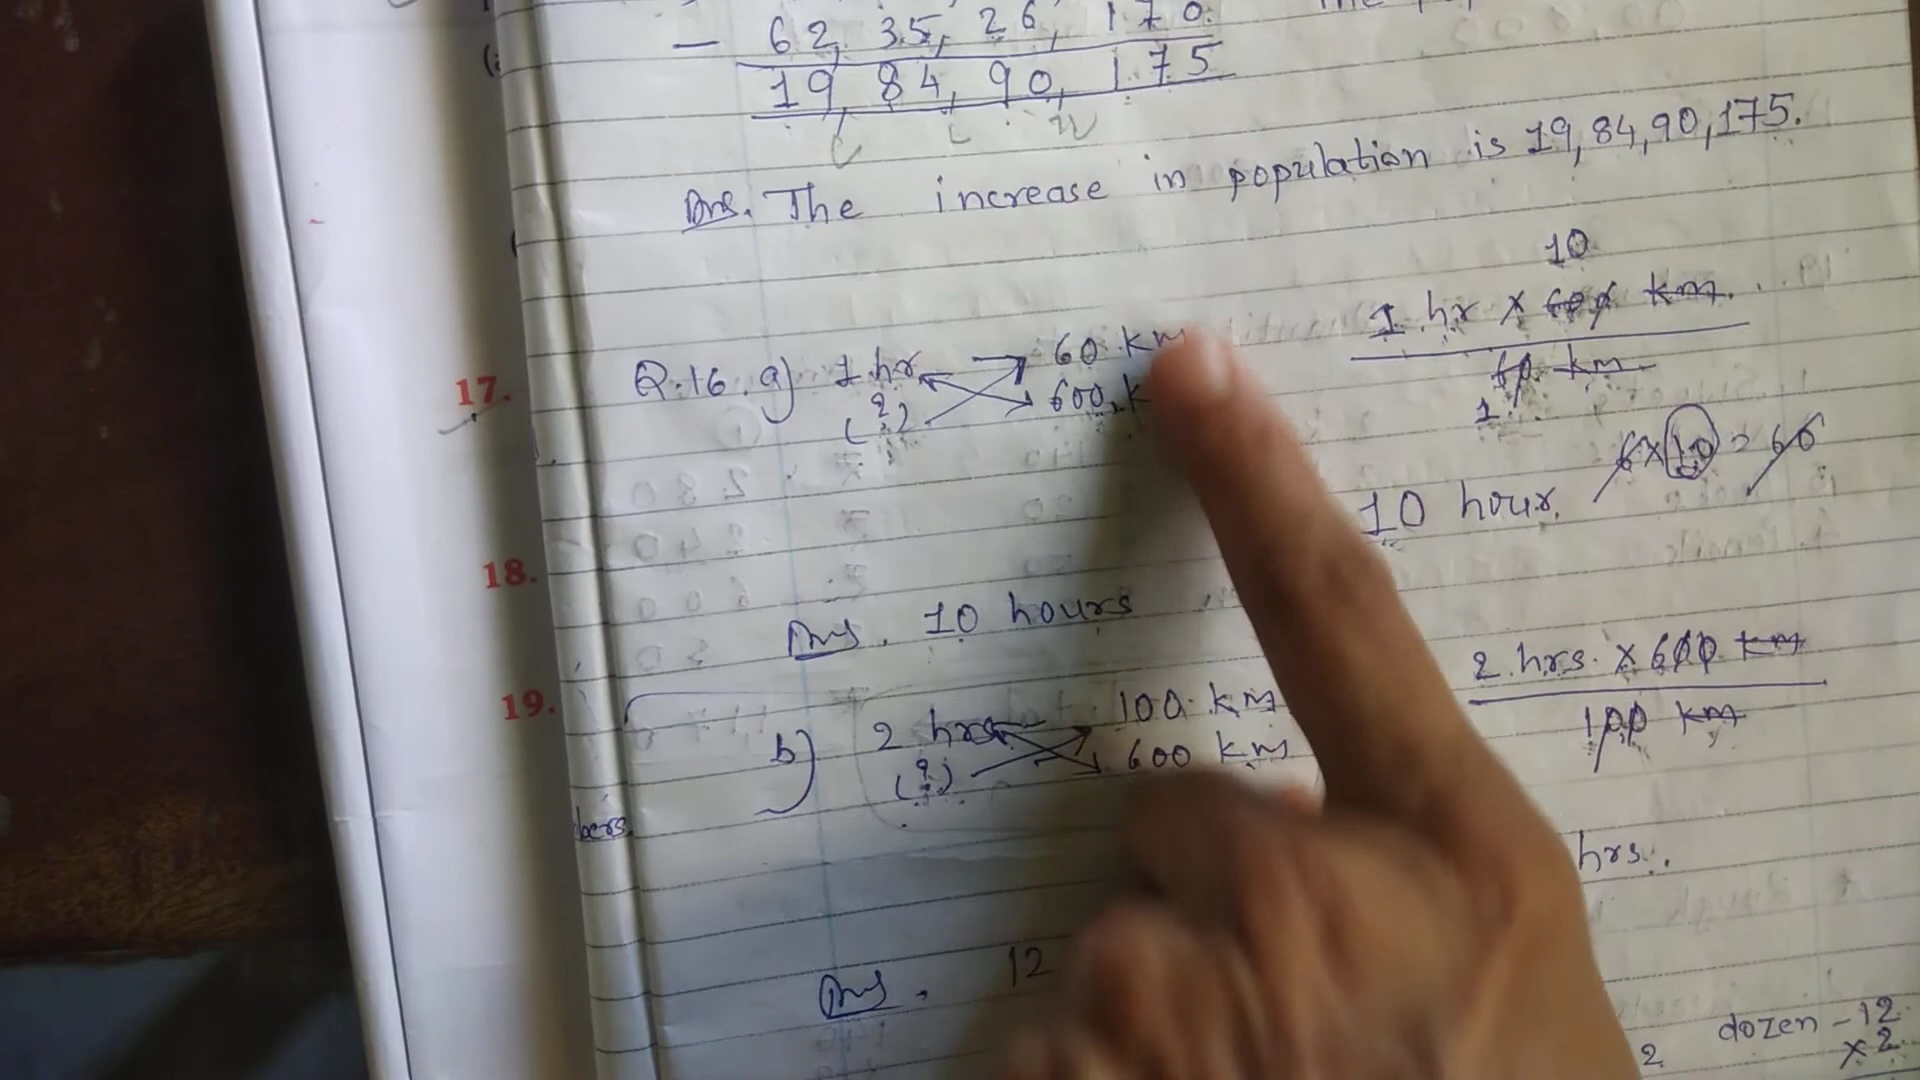 - 62, 35, 26, 170.
19, 84, 90, 175
C L
Ans. The increase in population is 19,84,90,175.
17.
Q.16. a) 1 hr → 60 km
(?) 600 k
10
1 hr x 600 km.
60 km
1
6x10 = 60
10 hour.
18.
Ans. 10 hours
19.
b) 2 hrs 100 km
(?) 600 km
2 hrs. x 600 km
100 km
bers.
hrs.
Ans. 12
dozen - 12
2 x 2